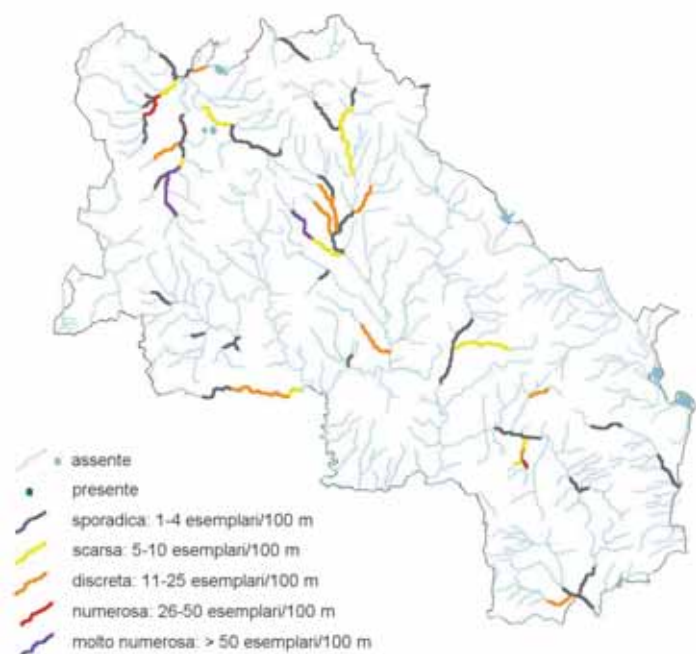 assente
presente
sporadica: 1-4 esemplari/100 m
scarsa: 5-10 esemplari/100 m
discreta: 11-25 esemplari/100 m
numerosa: 26-50 esemplari/100 m
molto numerosa: > 50 esemplari/100 m